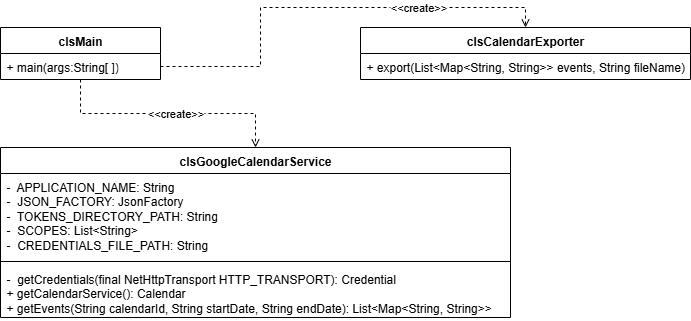 <<create>>
clsMain
clsCalendarExporter
+ main(args:String[ ])
+ export(List<Map<String, String>> events, String fileName)
<<create>>
clsGoogleCalendarService
- APPLICATION_NAME: String
- JSON_FACTORY: JsonFactory
- TOKENS_DIRECTORY_PATH: String
- SCOPES: List<String>
- CREDENTIALS_FILE_PATH: String
- getCredentials(final NetHttpTransport HTTP_TRANSPORT): Credential
+ getCalendarService(): Calendar
+ getEvents(String calendarId, String startDate, String endDate): List<Map<String, String>>